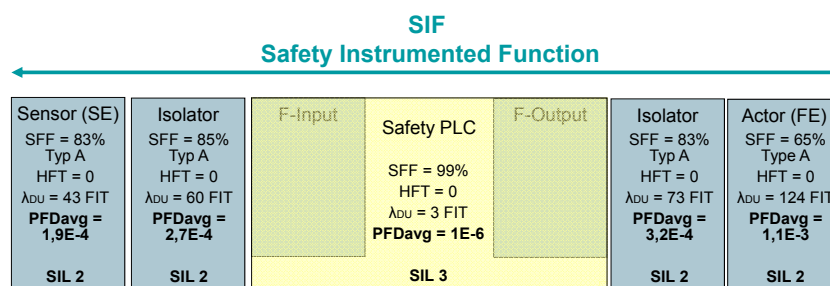 SIF
Safety Instrumented Function
Sensor (SE)
SFF = 83%
Typ A
HFT = 0
λDU = 43 FIT
PFDavg =
1,9E-4
SIL 2
Isolator
SFF = 85%
Typ A
HFT = 0
λDU = 60 FIT
PFDavg =
2,7E-4
SIL 2
F-Input
Safety PLC
SFF = 99%
HFT = 0
λDU = 3 FIT
PFDavg = 1E-6
SIL 3
F-Output
Isolator
SFF = 83%
Typ A
HFT = 0
λDU = 73 FIT
PFDavg =
3,2E-4
SIL 2
Actor (FE)
SFF = 65%
Type A
HFT = 0
λDU = 124 FIT
PFDavg =
1,1E-3
SIL 2